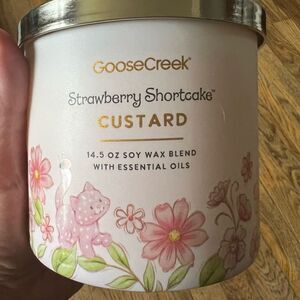 GooseCreek®
Strawberry Shortcake™
CUSTARD
14.5 OZ SOY WAX BLEND
WITH ESSENTIAL OILS